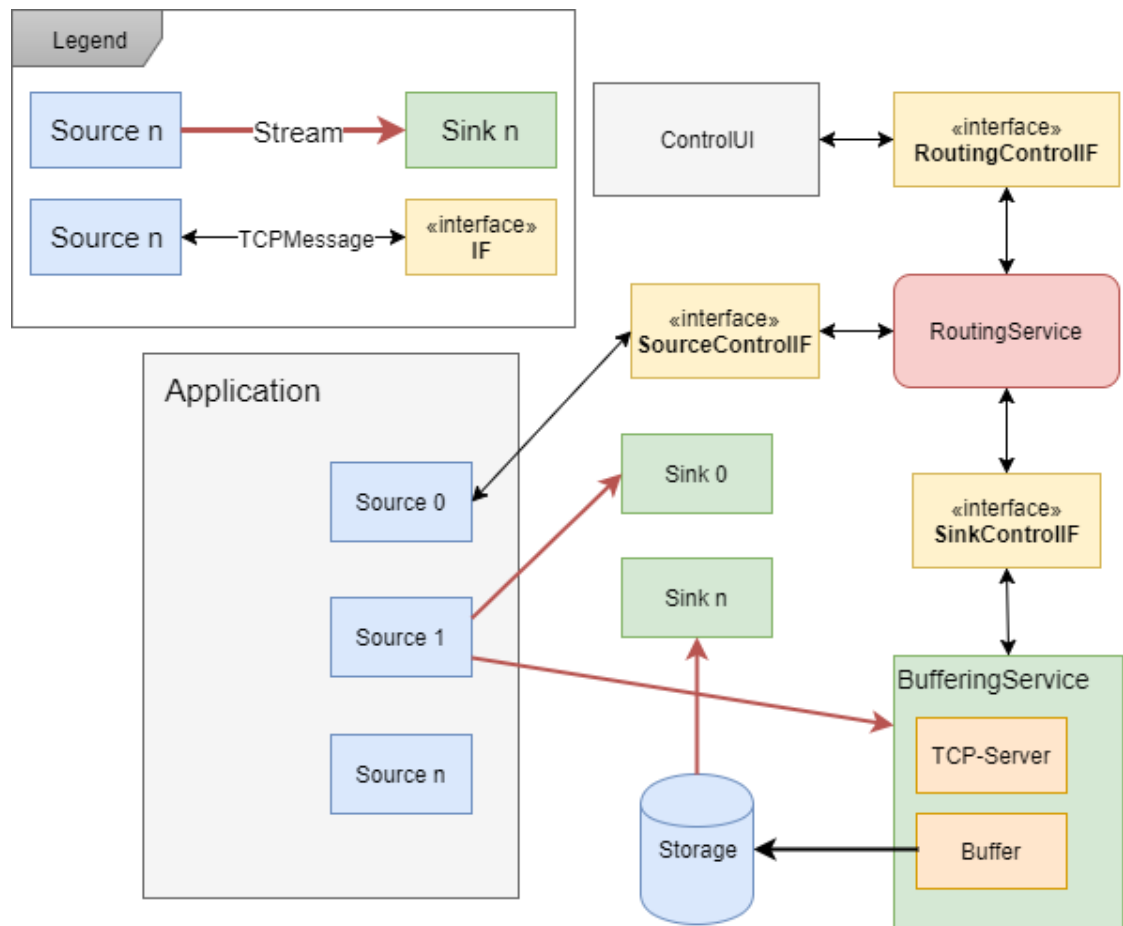 Legend
Source n
Stream
Sink n
Source n
TCPMessage
«interface»
IF
ControlUI
«interface»
RoutingControlIF
«interface»
SourceControlIF
RoutingService
Application
Source 0
Sink 0
«interface»
SinkControlIF
Source 1
Sink n
BufferingService
TCP-Server
Source n
Storage
Buffer